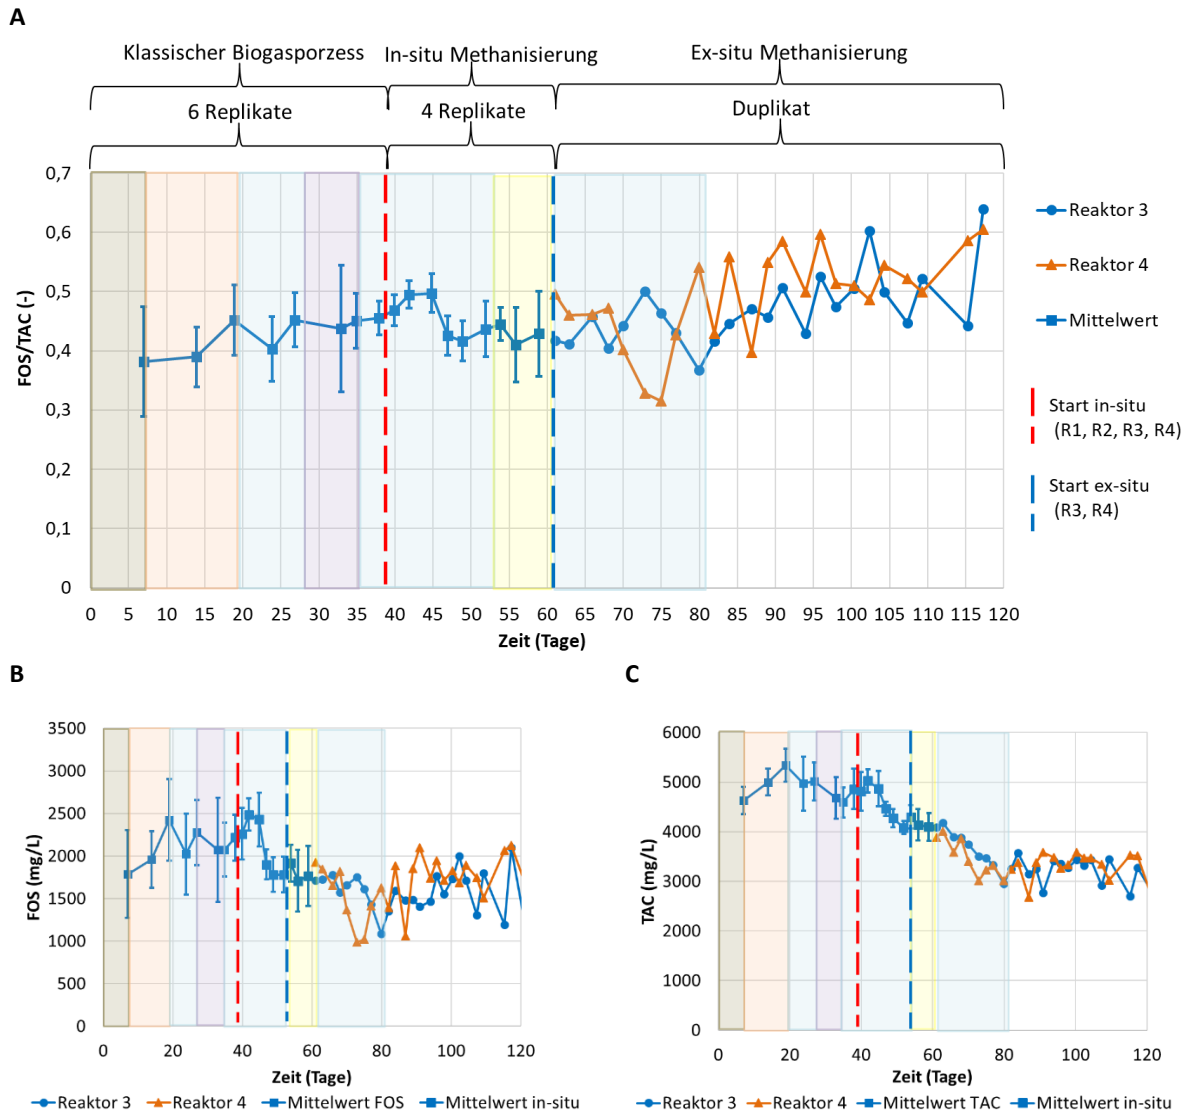 A
Klassischer Biogasporzess In-situ Methanisierung Ex-situ Methanisierung
6 Replikate 4 Replikate Duplikat
0,7
0,6
0,5
0,4
0,3
0,2
0,1
0
FOS/TAC (-)
0 5 10 15 20 25 30 35 40 45 50 55 60 65 70 75 80 85 90 95 100 105 110 115 120
Zeit (Tage)
Reaktor 3
Reaktor 4
Mittelwert
Start in-situ
(R1, R2, R3, R4)
Start ex-situ
(R3, R4)
B
3500
3000
2500
2000
1500
1000
500
0
FOS (mg/L)
0 20 40 60 80 100 120
Zeit (Tage)
Reaktor 3 Reaktor 4 Mittelwert FOS Mittelwert in-situ
C
6000
5000
4000
3000
2000
1000
0
TAC (mg/L)
0 20 40 60 80 100 120
Zeit (Tage)
Reaktor 3 Reaktor 4 Mittelwert TAC Mittelwert in-situ